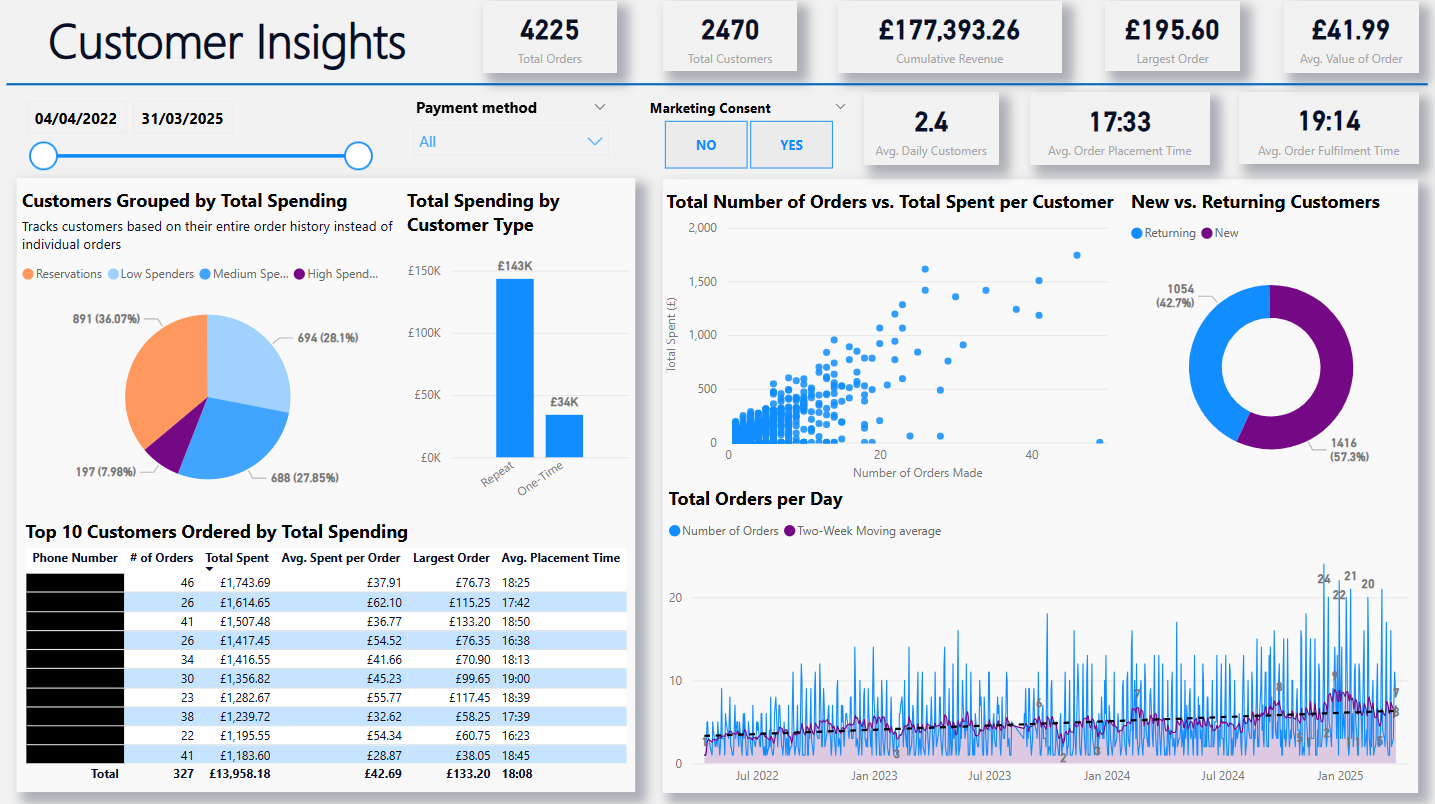 Customer Insights
4225
Total Orders
2470
Total Customers
£177,393.26
Cumulative Revenue
£195.60
Largest Order
£41.99
Avg. Value of Order
04/04/2022 31/03/2025
Payment method
All
Marketing Consent
NO YES
2.4
Avg. Daily Customers
17:33
Avg. Order Placement Time
19:14
Avg. Order Fulfilment Time
Customers Grouped by Total Spending
Tracks customers based on their entire order history instead of
individual orders
Reservations Low Spenders Medium Spe... High Spend...
891 (36.07%)
694 (28.1%)
197 (7.98%)
688 (27.85%)
Total Spending by
Customer Type
£150K
£100K
£50K
£0K
£143K
£34K
Repeat
One-Time
Total Number of Orders vs. Total Spent per Customer
Total Spent (£)
2,000
1,500
1,000
500
0
0 20 40
Number of Orders Made
New vs. Returning Customers
Returning New
1054
(42.7%)
1416
(57.3%)
Top 10 Customers Ordered by Total Spending
Phone Number # of Orders Total Spent Avg. Spent per Order Largest Order Avg. Placement Time
46 £1,743.69 £37.91 £76.73 18:25
26 £1,614.65 £62.10 £115.25 17:42
41 £1,507.48 £36.77 £133.20 18:50
26 £1,417.45 £54.52 £76.35 16:38
34 £1,416.55 £41.66 £70.90 18:13
30 £1,356.82 £45.23 £99.65 19:00
23 £1,282.67 £55.77 £117.45 18:39
38 £1,239.72 £32.62 £58.25 17:39
22 £1,195.55 £54.34 £60.75 16:23
41 £1,183.60 £28.87 £38.05 18:45
Total 327 £13,958.18 £42.69 £133.20 18:08
Total Orders per Day
Number of Orders Two-Week Moving average
20
10
0
24 22 21 20
6 7 8 7
3 2 3
Jul 2022 Jan 2023 Jul 2023 Jan 2024 Jul 2024 Jan 2025